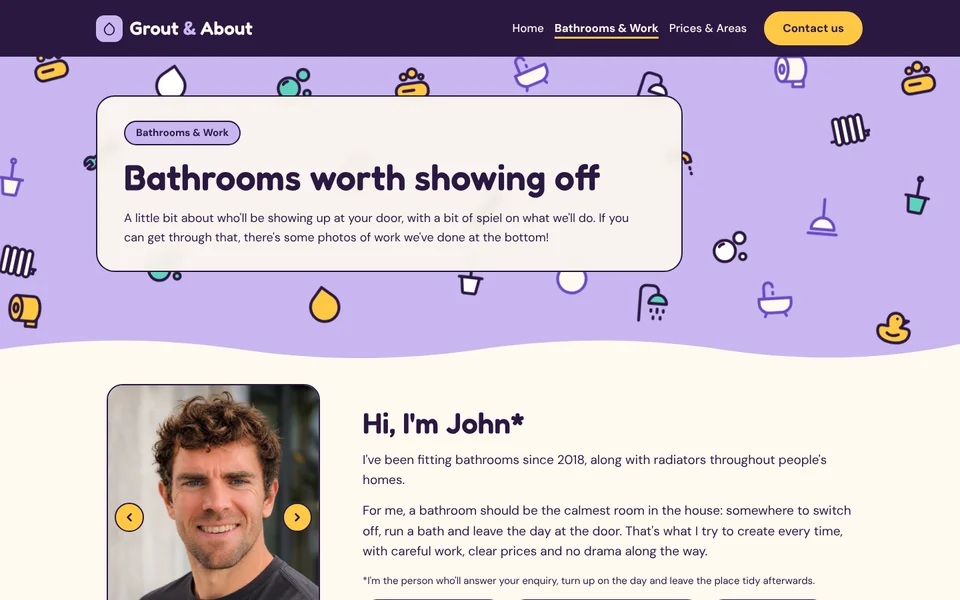 Grout & About
Home Bathrooms & Work Prices & Areas Contact us
Bathrooms & Work
Bathrooms worth showing off
A little bit about who'll be showing up at your door, with a bit of spiel on what we'll do. If you
can get through that, there's some photos of work we've done at the bottom!
Hi, I'm John*
I've been fitting bathrooms since 2018, along with radiators throughout people's
homes.
For me, a bathroom should be the calmest room in the house: somewhere to switch
off, run a bath and leave the day at the door. That's what I try to create every time,
with careful work, clear prices and no drama along the way.
*I'm the person who'll answer your enquiry, turn up on the day and leave the place tidy afterwards.